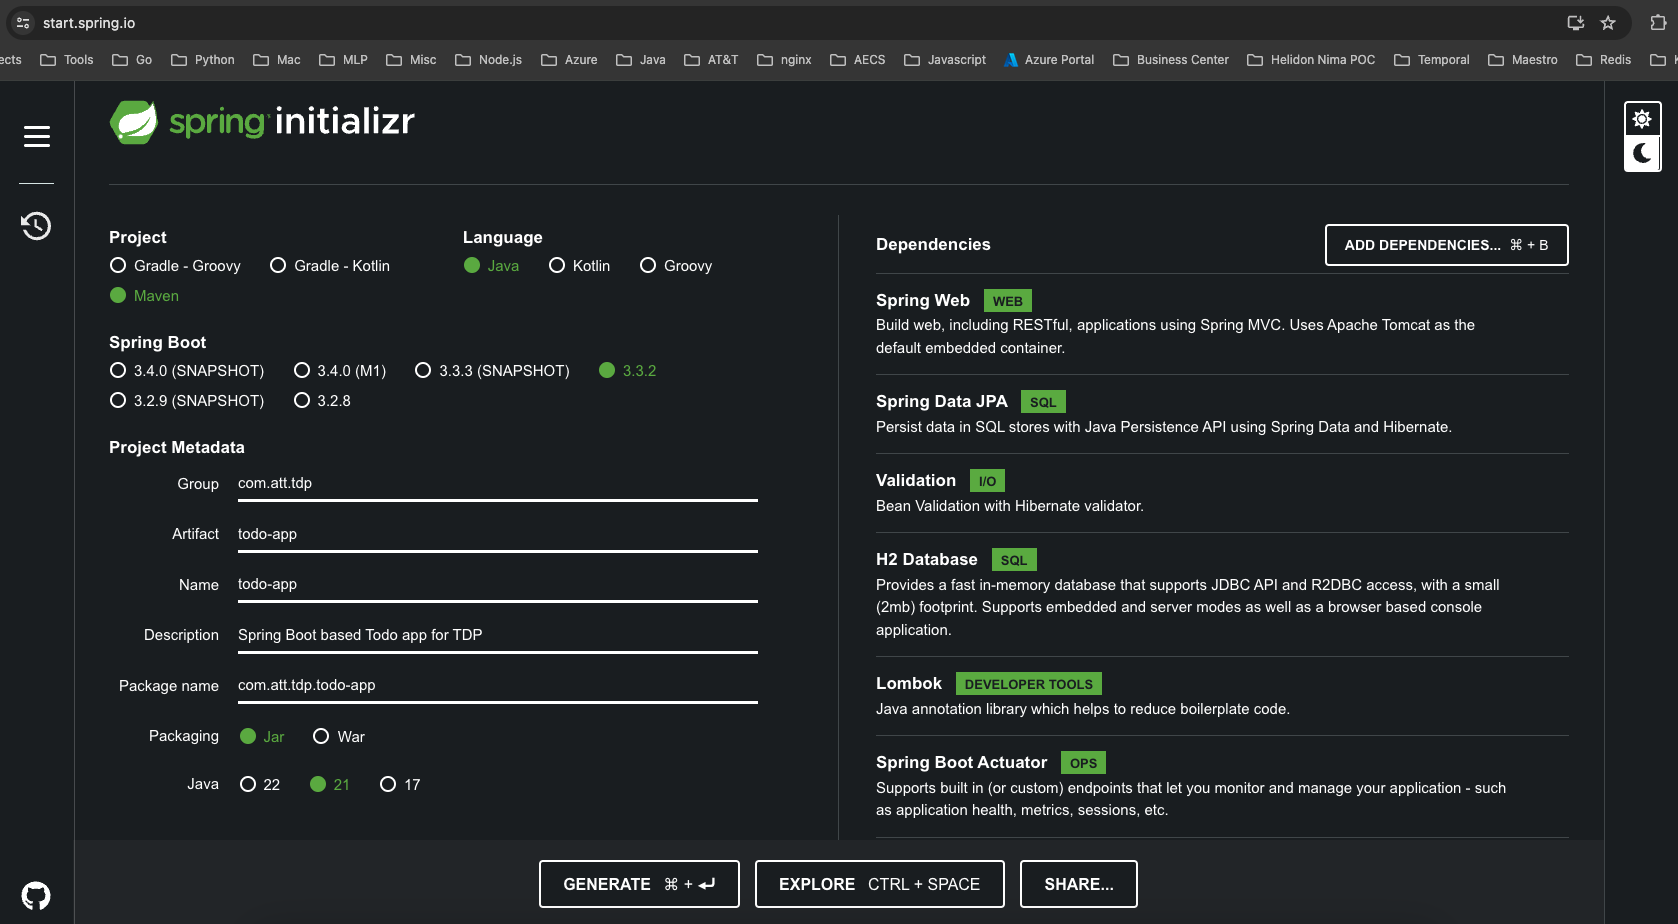 start.spring.io
ects Tools Go Python Mac MLP Misc Node.js Azure Java AT&T nginx AECS Javascript Azure Portal Business Center Helidon Nima POC Temporal Maestro Redis
spring initializr
Project
Gradle - Groovy Gradle - Kotlin
Maven
Language
Java Kotlin Groovy
Spring Boot
3.4.0 (SNAPSHOT) 3.4.0 (M1) 3.3.3 (SNAPSHOT) 3.3.2
3.2.9 (SNAPSHOT) 3.2.8
Project Metadata
Group com.att.tdp
Artifact todo-app
Name todo-app
Description Spring Boot based Todo app for TDP
Package name com.att.tdp.todo-app
Packaging Jar War
Java 22 21 17
Dependencies
ADD DEPENDENCIES... ⌘ + B
Spring Web WEB
Build web, including RESTful, applications using Spring MVC. Uses Apache Tomcat as the
default embedded container.
Spring Data JPA SQL
Persist data in SQL stores with Java Persistence API using Spring Data and Hibernate.
Validation I/O
Bean Validation with Hibernate validator.
H2 Database SQL
Provides a fast in-memory database that supports JDBC API and R2DBC access, with a small
(2mb) footprint. Supports embedded and server modes as well as a browser based console
application.
Lombok DEVELOPER TOOLS
Java annotation library which helps to reduce boilerplate code.
Spring Boot Actuator OPS
Supports built in (or custom) endpoints that let you monitor and manage your application - such
as application health, metrics, sessions, etc.
GENERATE ⌘ + ⏎ EXPLORE CTRL + SPACE SHARE...